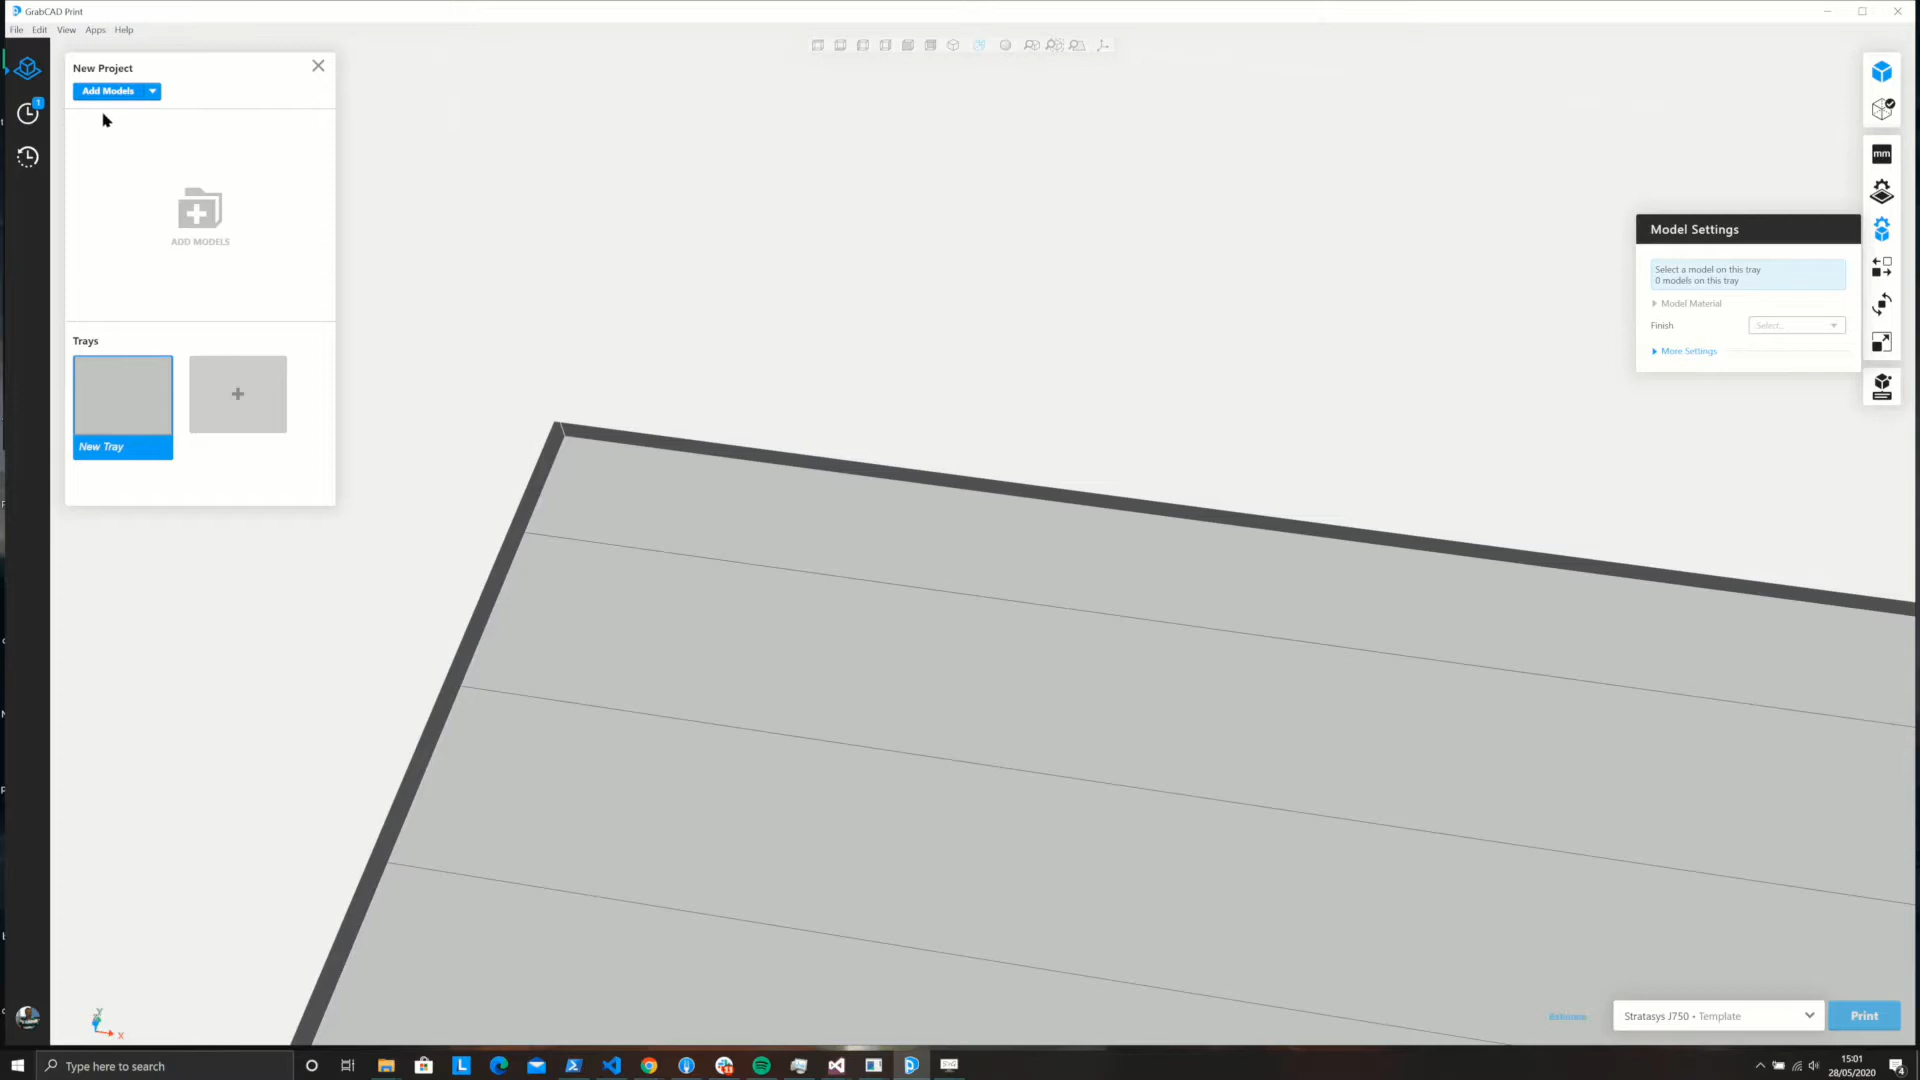 GrabCAD Print
File Edit View Apps Help
New Project
Add Models
ADD MODELS
Trays
New Tray
1
mm
Model Settings
Select a model on this tray
0 models on this tray
Model Material
Finish
Select...
More Settings
Y
X
Stratasys J750 • Template
Print
Type here to search
15:01
28/05/2020
4